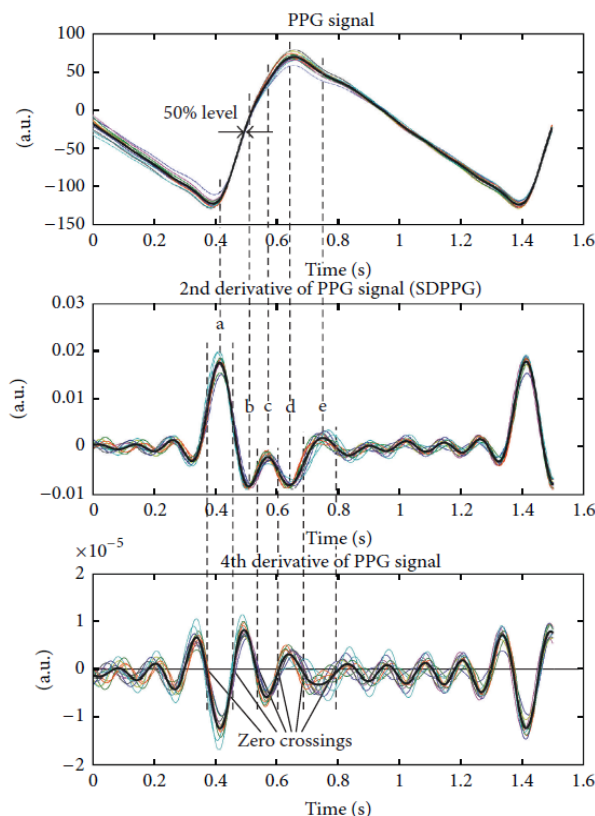 PPG signal
100
50
0
−50
−100
−150
50% level
(a.u.)
0 0.2 0.4 0.6 0.8 1 1.2 1.4 1.6
Time (s)
2nd derivative of PPG signal (SDPPG)
0.03
0.02
0.01
0.0
−0.01
(a.u.)
a
b c d e
0 0.2 0.4 0.6 0.8 1 1.2 1.4 1.6
Time (s)
×10−5
4th derivative of PPG signal
2
1
0
−1
−2
(a.u.)
Zero crossings
0 0.2 0.4 0.6 0.8 1 1.2 1.4 1.6
Time (s)